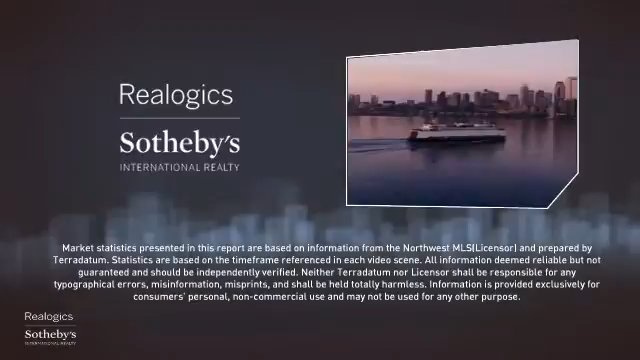 Realogics
Sotheby's
INTERNATIONAL REALTY
Market statistics presented in this report are based on information from the Northwest MLS(Licensor) and prepared by
Terradatum. Statistics are based on the timeframe referenced in each video scene. All information deemed reliable but not
guaranteed and should be independently verified. Neither Terradatum nor Licensor shall be responsible for any
typographical errors, misinformation, misprints, and shall be held totally harmless. Information is provided exclusively for
consumers' personal, non-commercial use and may not be used for any other purpose.
Realogics
Sotheby's
INTERNATIONAL REALTY